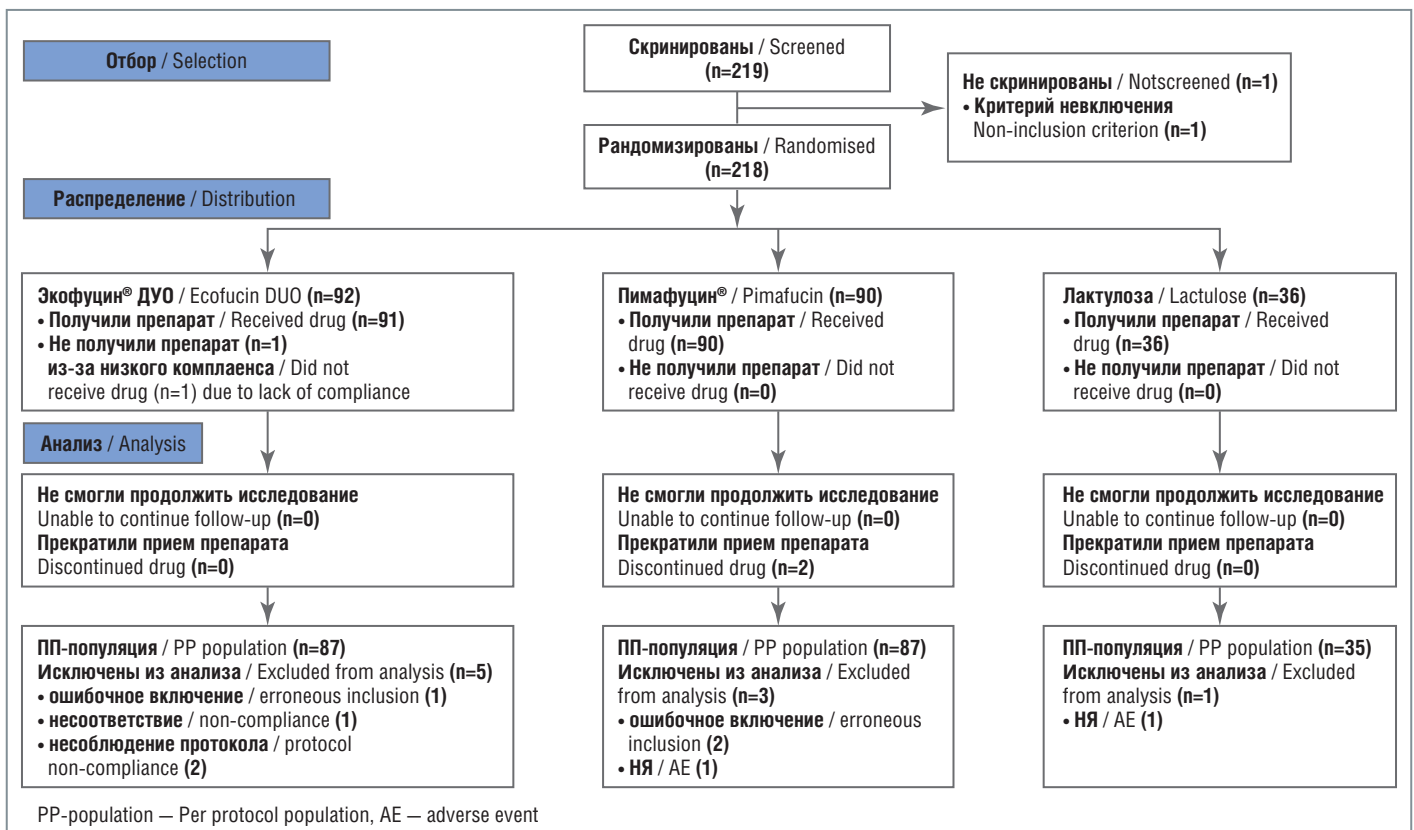 Отбор / Selection
Скринированы / Screened
(n=219)
Не скринированы / Notscreened (n=1)
• Критерий невключения
Non-inclusion criterion (n=1)
Рандомизированы / Randomised
(n=218)
Распределение / Distribution
Экофуцин® ДУО / Ecofucin DUO (n=92)
• Получили препарат / Received drug (n=91)
• Не получили препарат (n=1)
из-за низкого комплаенса / Did not
receive drug (n=1) due to lack of compliance
Пимафуцин® / Pimafucin (n=90)
• Получили препарат / Received
drug (n=90)
• Не получили препарат / Did not
receive drug (n=0)
Лактулоза / Lactulose (n=36)
• Получили препарат / Received
drug (n=36)
• Не получили препарат / Did not
receive drug (n=0)
Анализ / Analysis
Не смогли продолжить исследование
Unable to continue follow-up (n=0)
Прекратили прием препарата
Discontinued drug (n=0)
Не смогли продолжить исследование
Unable to continue follow-up (n=0)
Прекратили прием препарата
Discontinued drug (n=2)
Не смогли продолжить исследование
Unable to continue follow-up (n=0)
Прекратили прием препарата
Discontinued drug (n=0)
ПП-популяция / PP population (n=87)
Исключены из анализа / Excluded from analysis (n=5)
• ошибочное включение / erroneous inclusion (1)
• несоответствие / non-compliance (1)
• несоблюдение протокола / protocol
non-compliance (2)
ПП-популяция / PP population (n=87)
Исключены из анализа / Excluded
from analysis (n=3)
• ошибочное включение / erroneous
inclusion (2)
• НЯ / AE (1)
ПП-популяция / PP population (n=35)
Исключены из анализа / Excluded
from analysis (n=1)
• НЯ / AE (1)
PP-population — Per protocol population, AE — adverse event